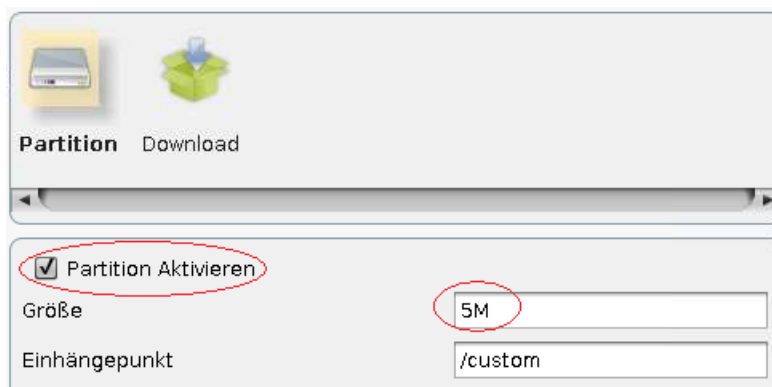 Partition Download
Partition Aktivieren
Größe 5M
Einhängepunkt /custom